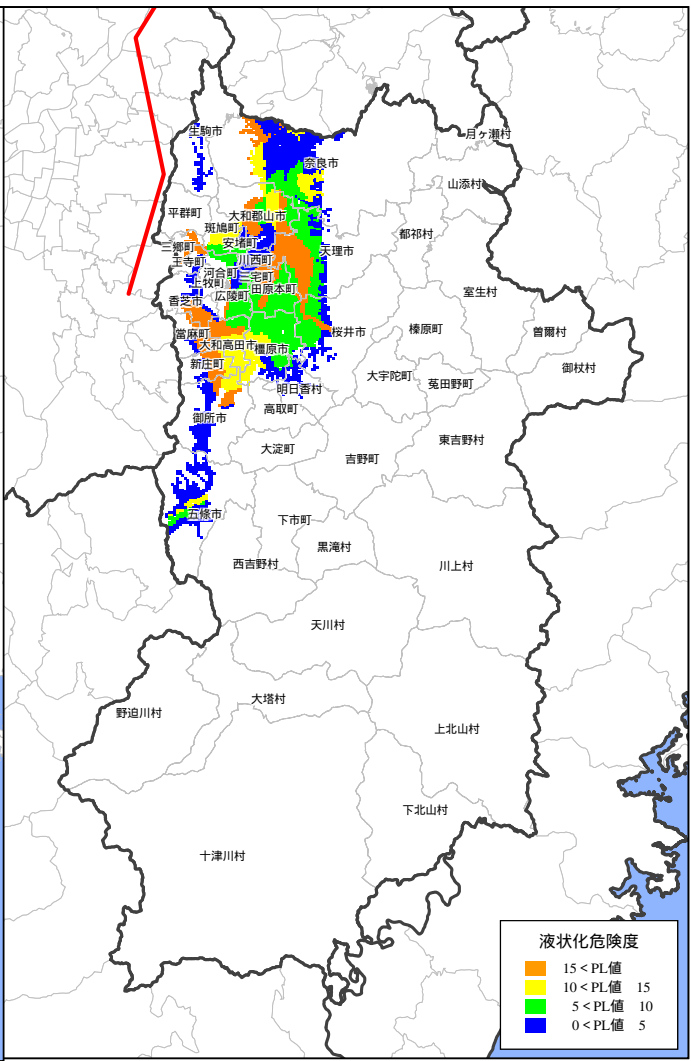 生駒市
月ヶ瀬村
奈良市
山添村
平群町
大和郡山市
斑鳩町
都祁村
安堵町
三郷町
天理市
王寺町
川西町
河合町
三宅町
上牧町
田原本町
室生村
広陵町
香芝市
榛原町
曽爾村
桜井市
當麻町
大和高田市
橿原市
新庄町
御杖村
大宇陀町
菟田野町
明日香村
高取町
御所市
東吉野村
大淀町
吉野町
五條市
下市町
黒滝村
西吉野村
川上村
天川村
大塔村
野迫川村
上北山村
下北山村
十津川村
液状化危険度
15 < PL値
10 < PL値 15
5 < PL値 10
0 < PL値 5